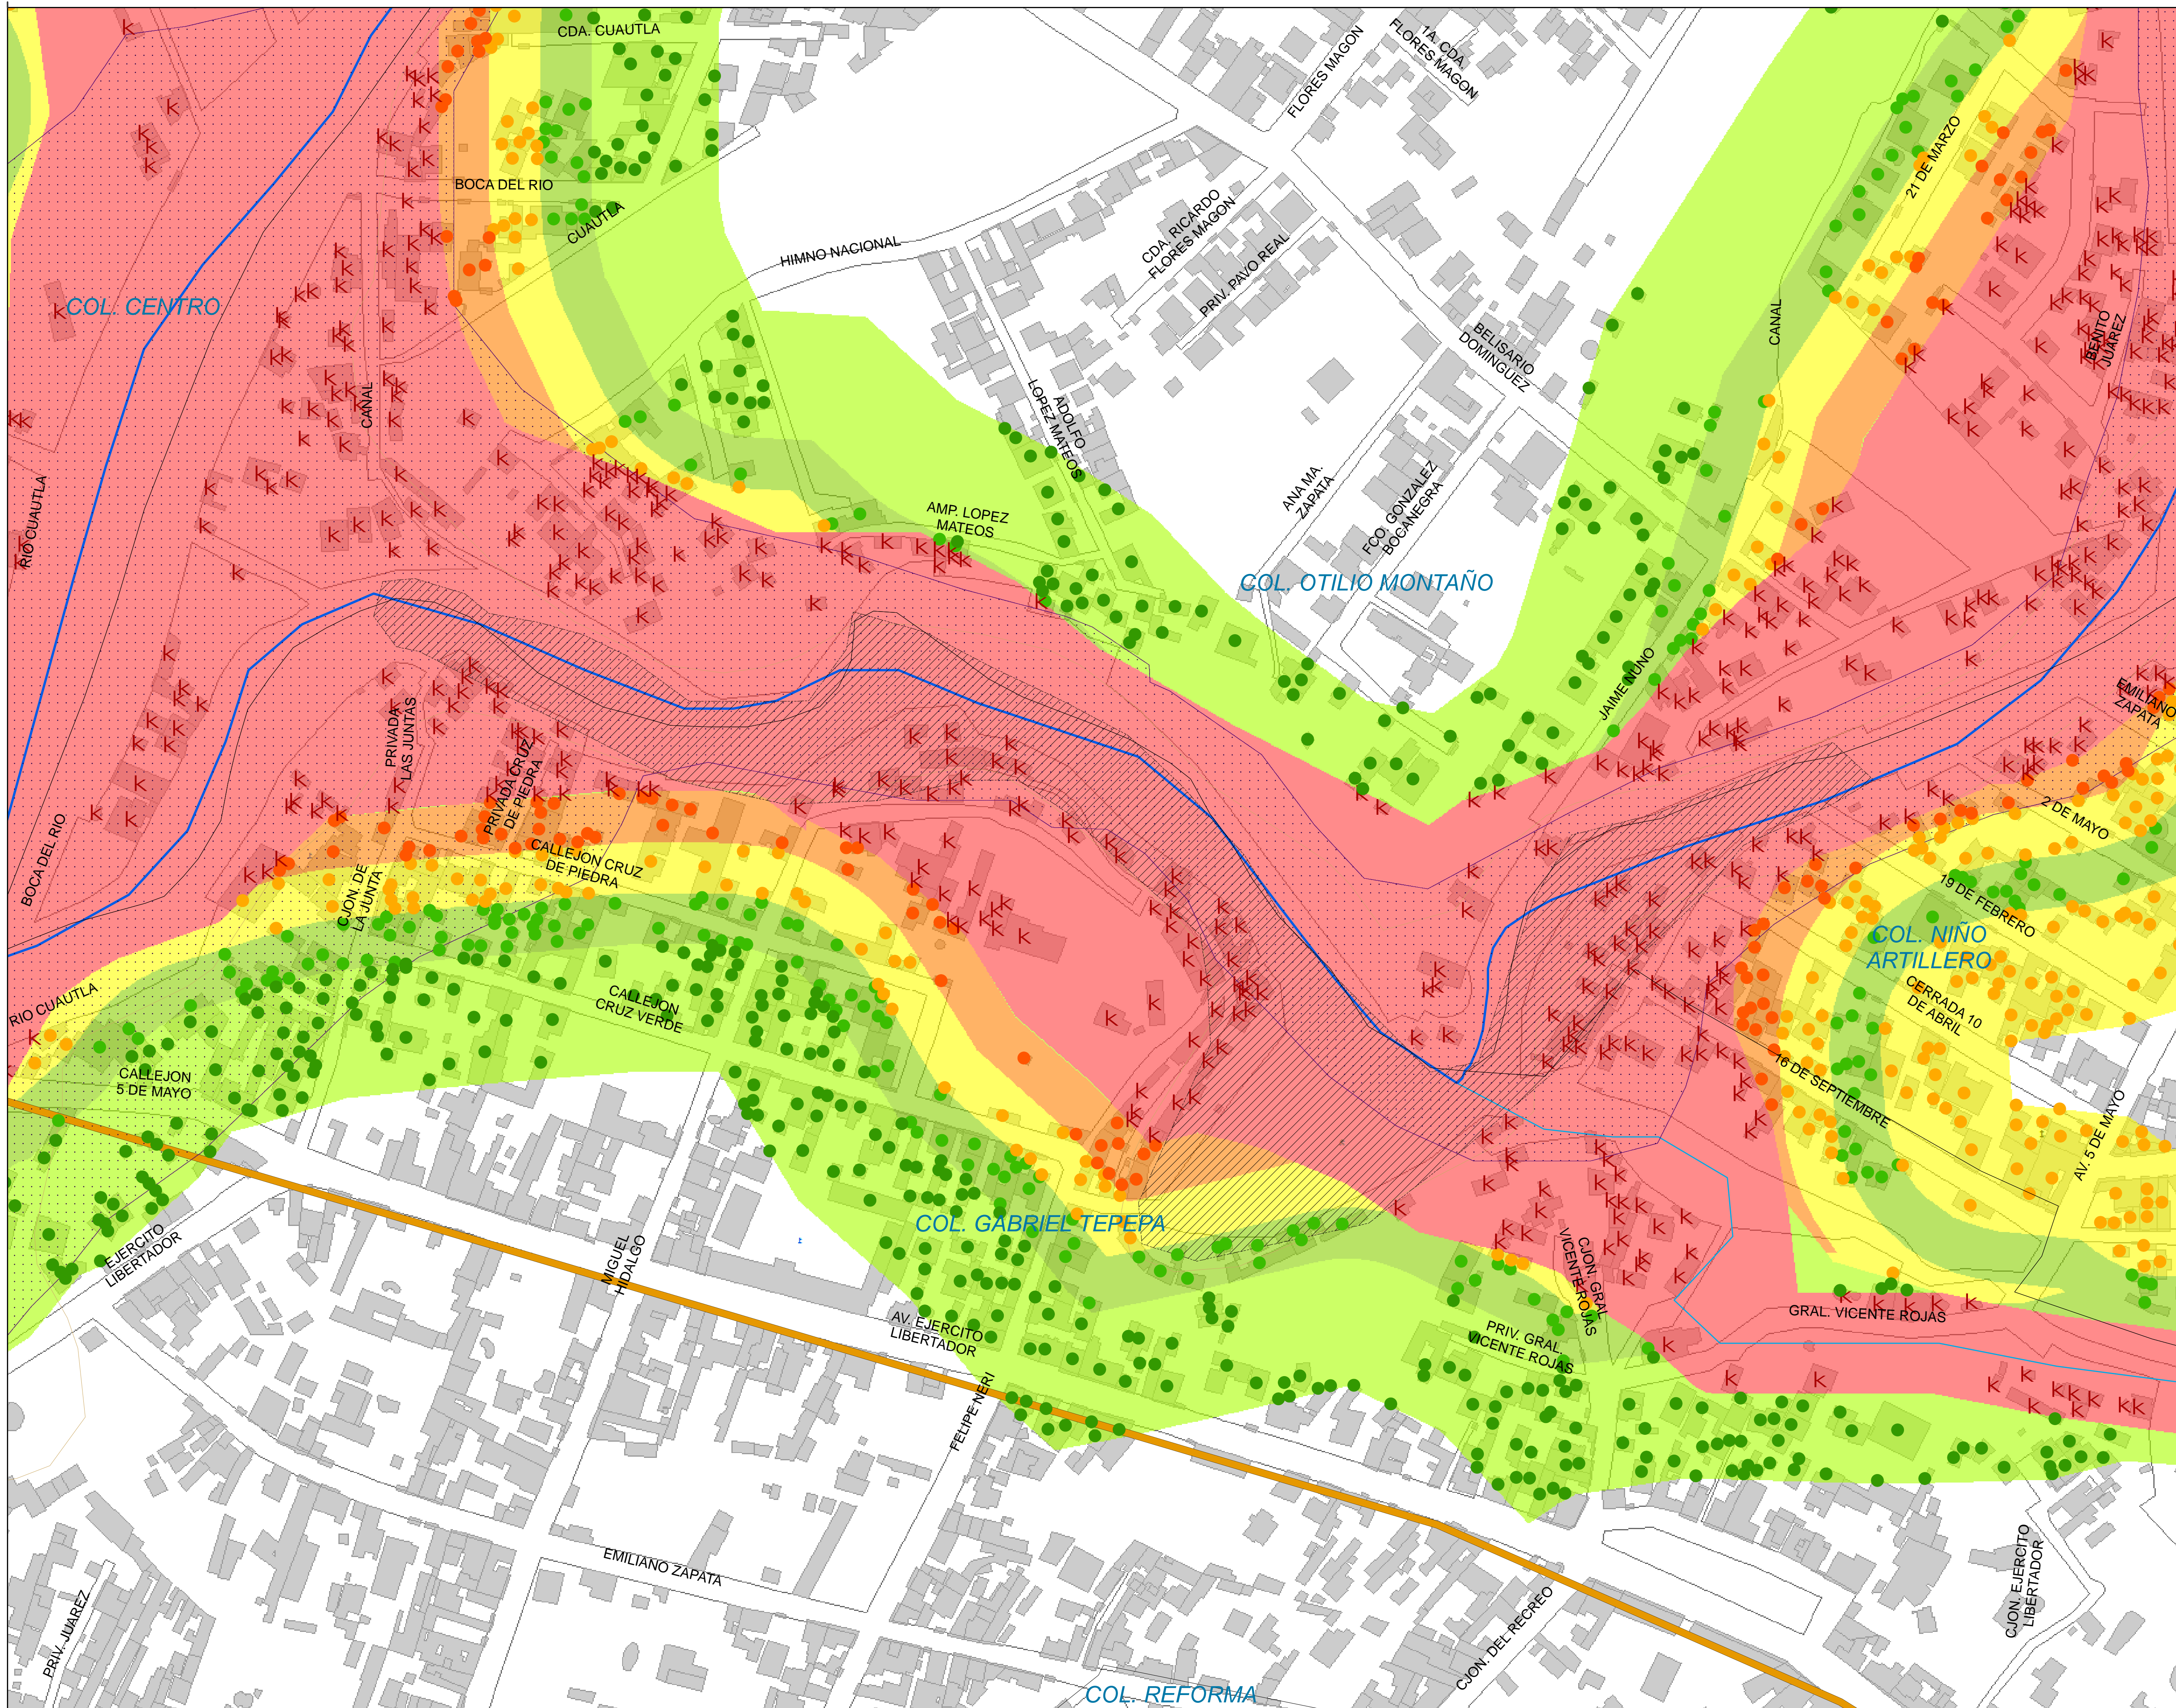 CDA. CUAUTLA
FLORES MAGON
1A. CDA.
FLORES MAGON
21 DE MARZO
BOCA DEL RIO
CUAUTLA
HIMNO NACIONAL
CDA. RICARDO
FLORES MAGON
PRIV. PAVO REAL
COL. CENTRO
CANAL
BENITO
JUAREZ
BELISARIO
DOMINGUEZ
CANAL
ADOLFO
LOPEZ MATEOS
RIO CUAUTLA
ANA MA.
ZAPATA
FCO. GONZALEZ
BOCANEGRA
AMP. LOPEZ
MATEOS
COL. OTILIO MONTAÑO
JAIME NUNO
EMILIANO
ZAPATA
PRIVADA
LAS JUNTAS
PRIVADA CRUZ
DE PIEDRA
2 DE MAYO
BOCA DEL RIO
CALLEJON CRUZ
DE PIEDRA
CJON. DE
LA JUNTA
19 DE FEBRERO
COL. NIÑO
ARTILLERO
RIO CUAUTLA
CALLEJON
CRUZ VERDE
CERRADA 10
DE ABRIL
CALLEJON
5 DE MAYO
16 DE SEPTIEMBRE
AV. 5 DE MAYO
COL. GABRIEL TEPEPA
EJERCITO
LIBERTADOR
MIGUEL
HIDALGO
CJON. GRAL.
VICENTE ROJAS
GRAL. VICENTE ROJAS
AV. EJERCITO
LIBERTADOR
PRIV. GRAL.
VICENTE ROJAS
FELIPE NERI
EMILIANO ZAPATA
CJON. EJERCITO
LIBERTADOR
PRIV. JUAREZ
CJON. DEL RECREO
COL. REFORMA